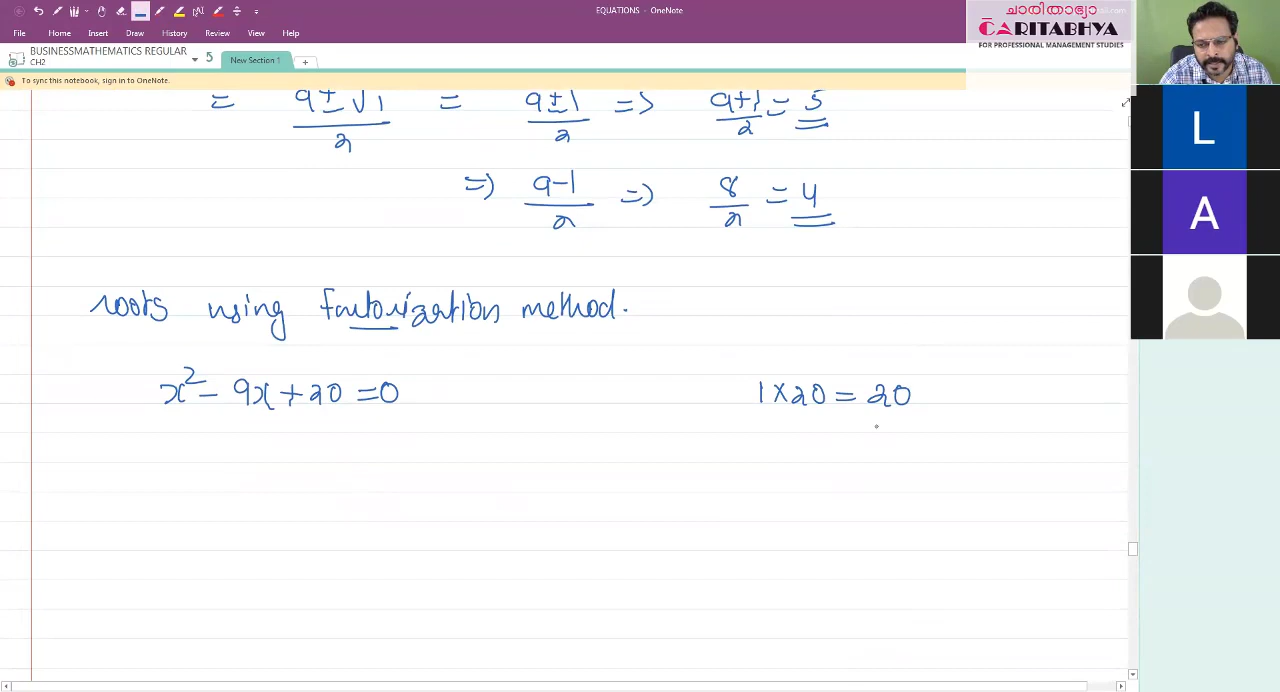 EQUATIONS - OneNote
File Home Insert Draw History Review View Help
BUSINESSMATHEMATICS REGULAR
CH2
New Section 1
To sync this notebook, sign in to OneNote.
ചാരിതാഭ്യാ
CARITABHYA
FOR PROFESSIONAL MANAGEMENT STUDIES
L
A
= 9±√1/2 = 9±1/2 => 9+1/2 = 5
=> 9-1/2 => 8/2 = 4
roots using factorization method.
x² - 9x + 20 = 0
1 × 20 = 20